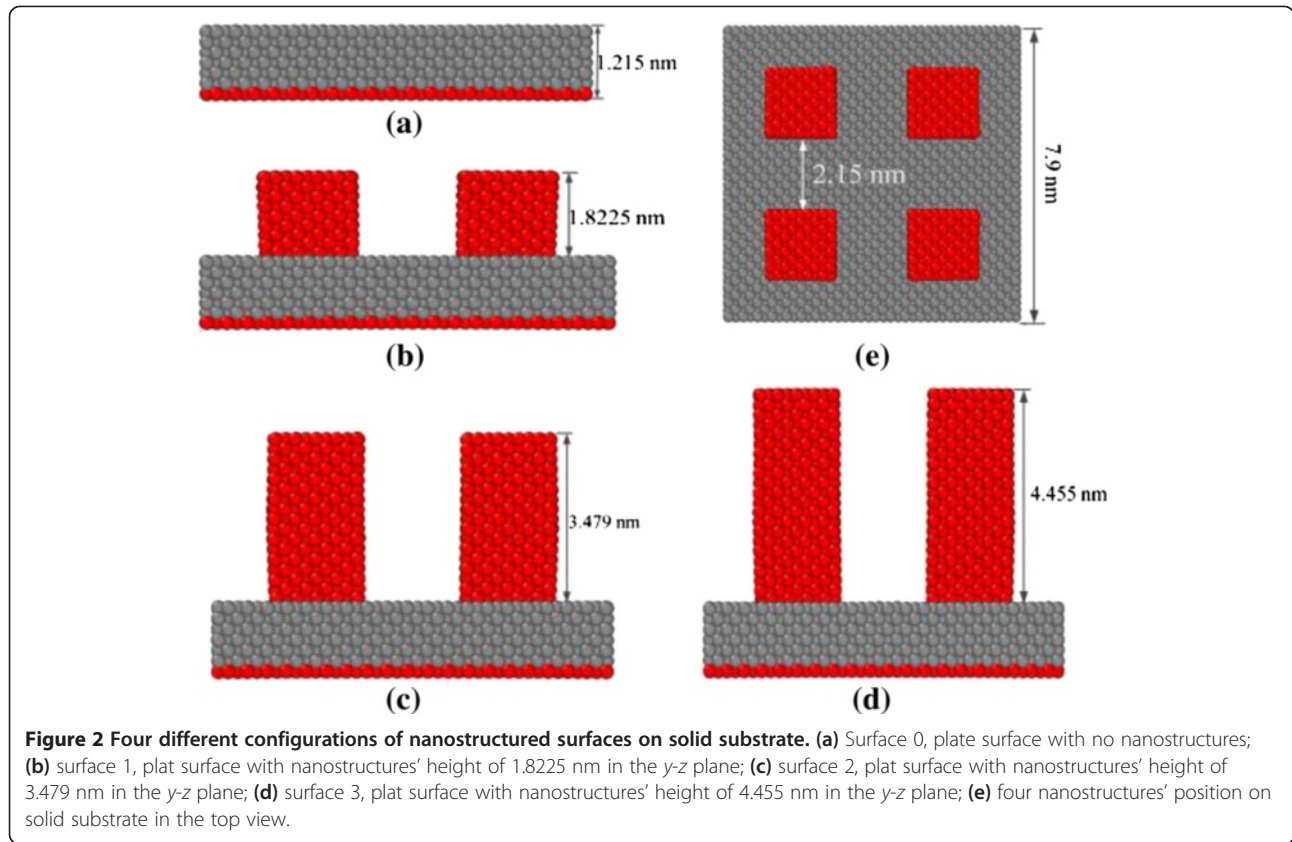 1.215 nm
(a)
1.8225 nm
(b)
2.15 nm
7.9 nm
(e)
3.479 nm
(c)
4.455 nm
(d)
Figure 2 Four different configurations of nanostructured surfaces on solid substrate. (a) Surface 0, plate surface with no nanostructures;
(b) surface 1, plat surface with nanostructures' height of 1.8225 nm in the y-z plane; (c) surface 2, plat surface with nanostructures' height of
3.479 nm in the y-z plane; (d) surface 3, plat surface with nanostructures' height of 4.455 nm in the y-z plane; (e) four nanostructures' position on
solid substrate in the top view.